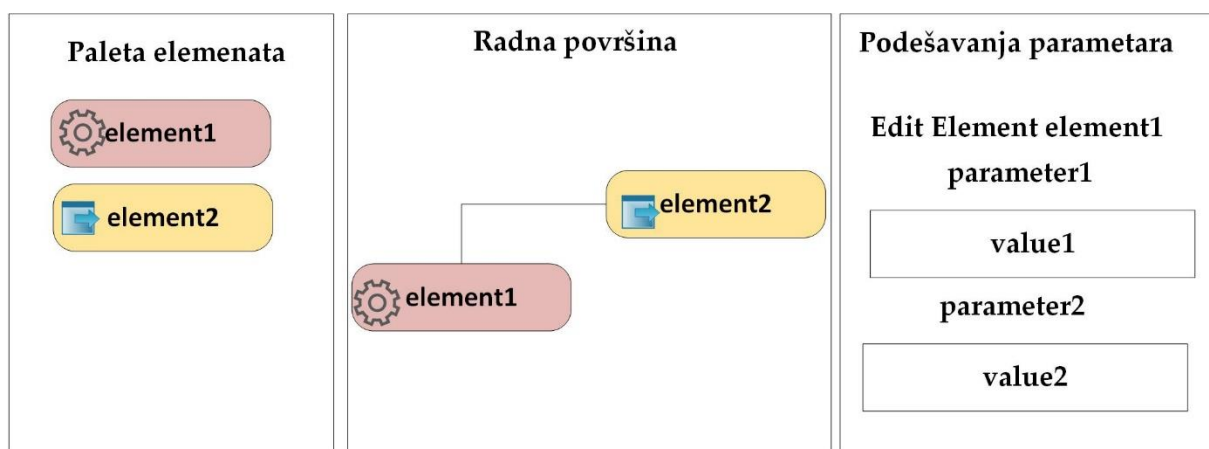 Paleta elemenata
element1
element2
Radna površina
element2
element1
Podešavanja parametara
Edit Element element1
parameter1
value1
parameter2
value2